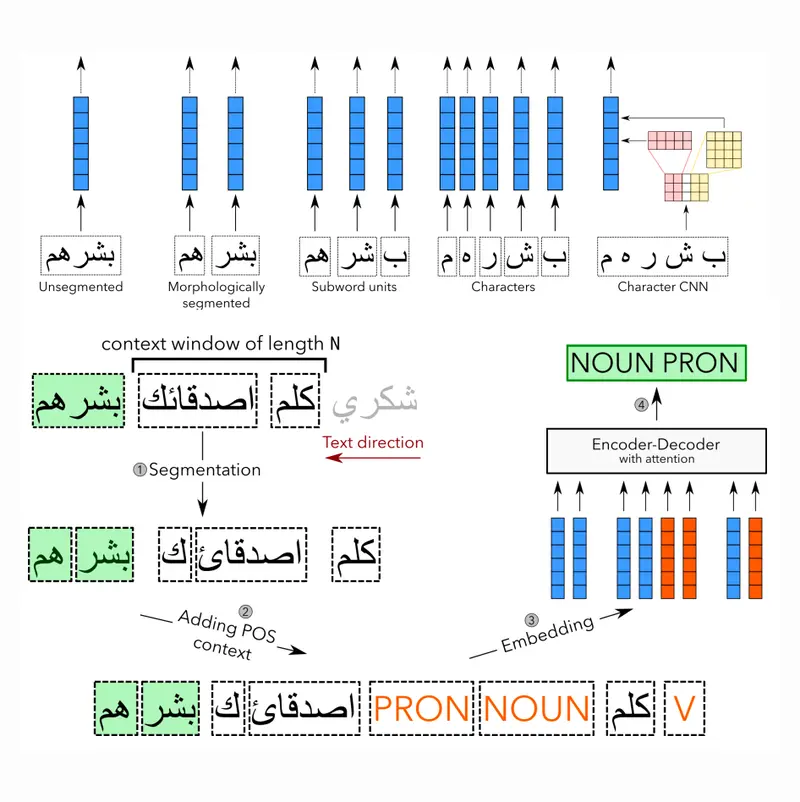 بشرهم
هم بشر
هم شر ب
م ه ر ش ب
ب ش ر ه م
Unsegmented
Morphologically
segmented
Subword units
Characters
Character CNN
context window of length N
شكري كلم اصدقائك بشرهم
Text direction
1 Segmentation
كلم اصدقائ ك بشر هم
2
Adding POS
context
3
Embedding
NOUN PRON
4
Encoder-Decoder
with attention
V كلم NOUN PRON اصدقائ ك بشر هم